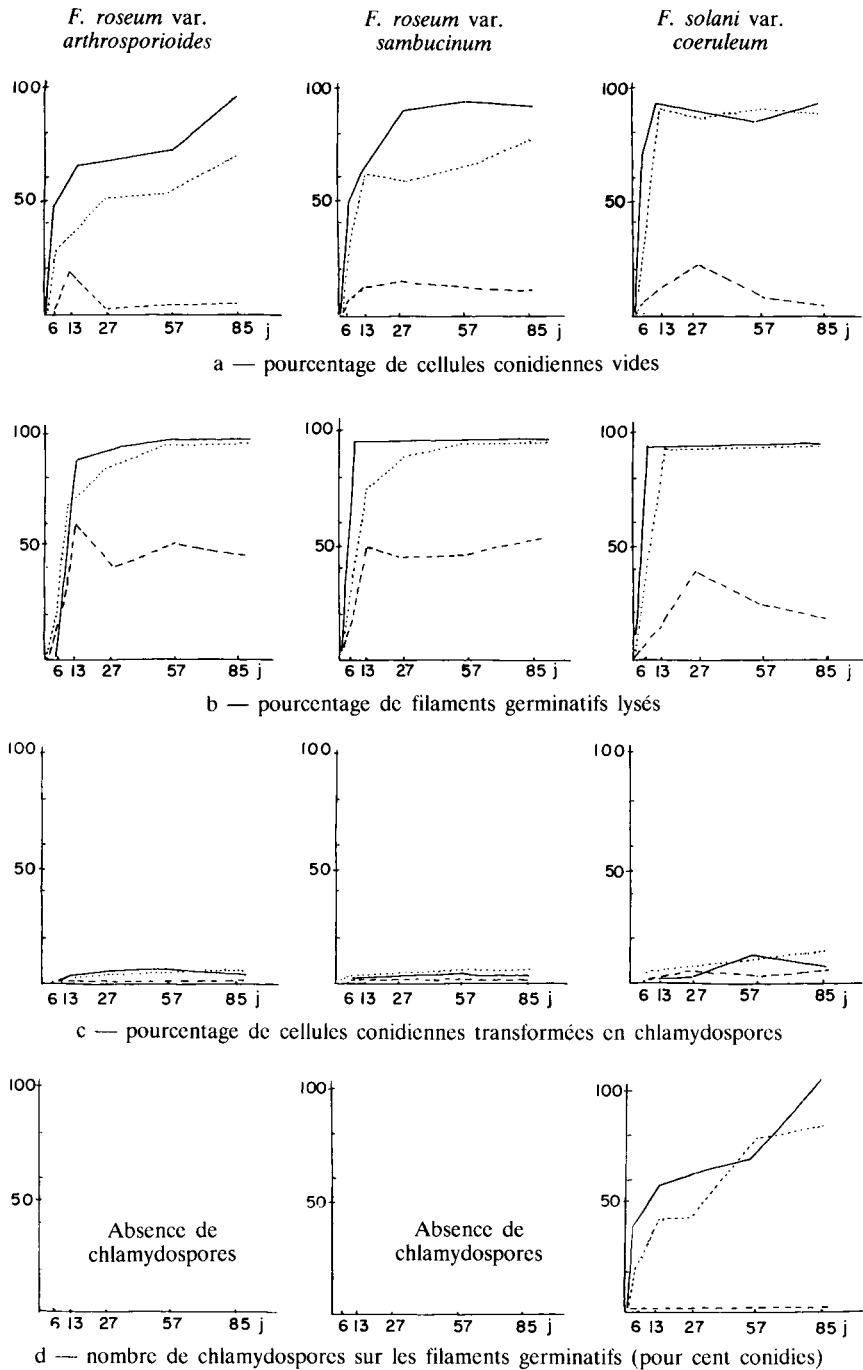 F. roseum var. arthrosporioides
F. roseum var. sambucinum
F. solani var. coeruleum
100
50
6 13 27 57 85 j
100
50
6 13 27 57 85 j
100
50
6 13 27 57 85 j
a — pourcentage de cellules conidiennes vides
100
50
6 13 27 57 85 j
100
50
6 13 27 57 85 j
100
50
6 13 27 57 85 j
b — pourcentage de filaments germinatifs lysés
100
50
6 13 27 57 85 j
100
50
6 13 27 57 85 j
100
50
6 13 27 57 85 j
c — pourcentage de cellules conidiennes transformées en chlamydospores
100
50
Absence de
chlamydospores
6 13 27 57 85 j
100
50
Absence de
chlamydospores
6 13 27 57 85 j
100
50
6 13 27 57 85 j
d — nombre de chlamydospores sur les filaments germinatifs (pour cent conidies)